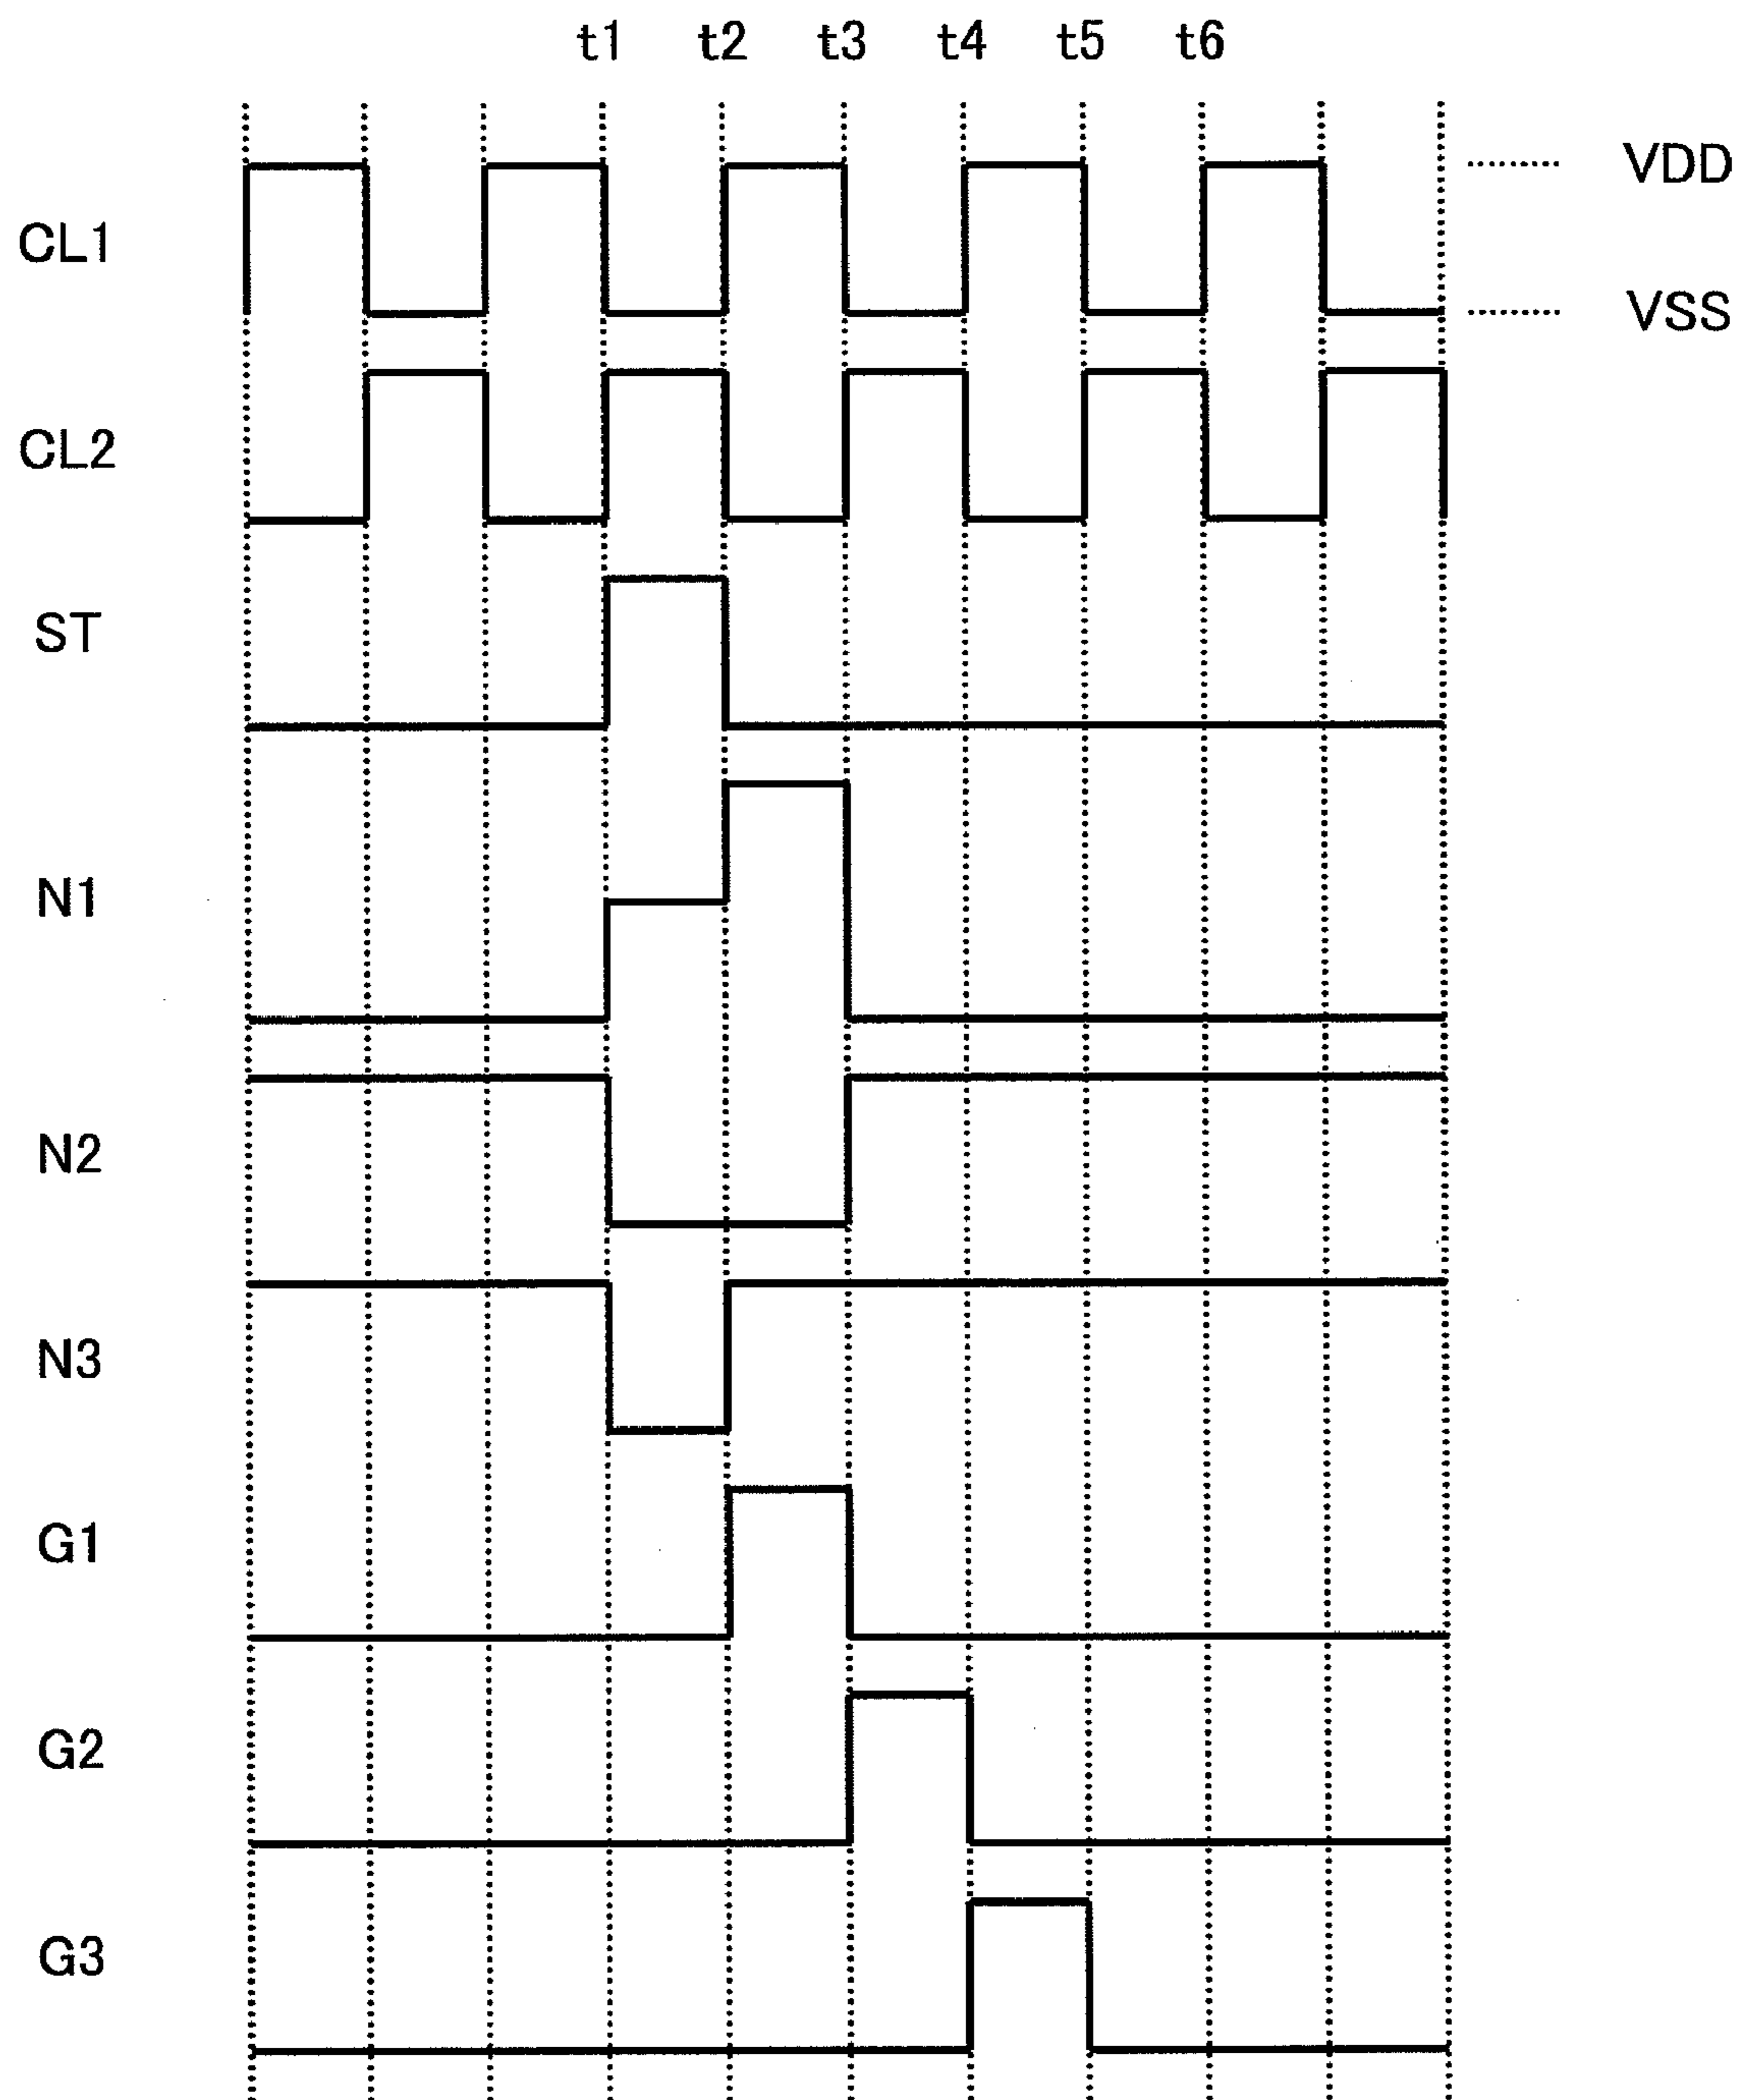 t1 t2 t3 t4 t5 t6
VDD
CL1
VSS
CL2
ST
N1
N2
N3
G1
G2
G3